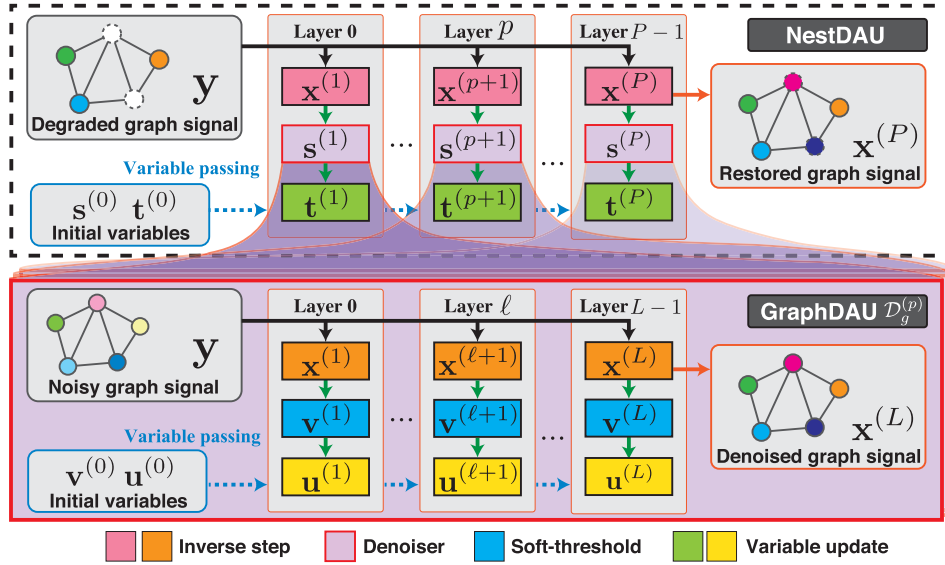 NestDAU
Layer 0
Layer p
Layer P − 1
y
Degraded graph signal
x^(1)
x^(p+1)
x^(P)
s^(1)
...
s^(p+1)
...
s^(P)
x^(P)
Restored graph signal
Variable passing
s^(0) t^(0)
Initial variables
t^(1)
t^(p+1)
t^(P)
GraphDAU D_g^(p)
Layer 0
Layer ℓ
Layer L − 1
y
Noisy graph signal
x^(1)
x^(ℓ+1)
x^(L)
v^(1)
...
v^(ℓ+1)
...
v^(L)
x^(L)
Denoised graph signal
Variable passing
v^(0) u^(0)
Initial variables
u^(1)
u^(ℓ+1)
u^(L)
Inverse step
Denoiser
Soft-threshold
Variable update